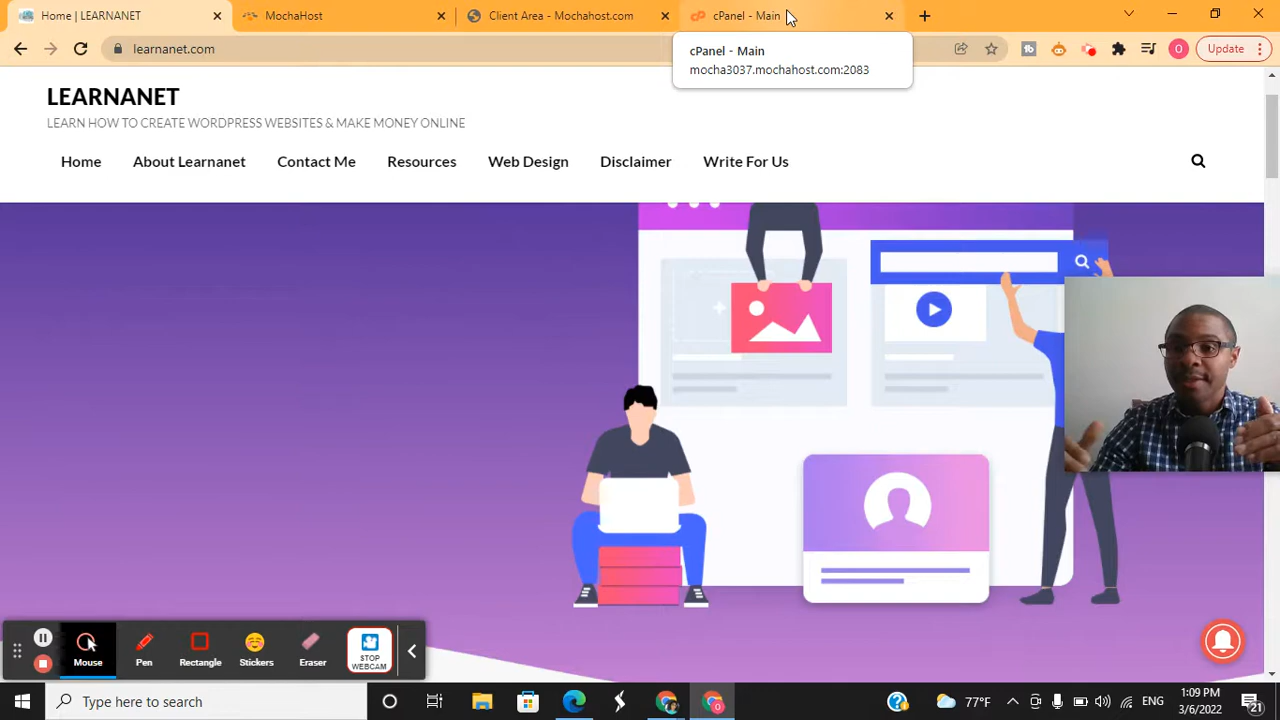 Home | LEARNANET
MochaHost
Client Area - Mochahost.com
cPanel - Main
learnanet.com
O
Update
cPanel - Main
mocha3037.mochahost.com:2083
LEARNANET
LEARN HOW TO CREATE WORDPRESS WEBSITES & MAKE MONEY ONLINE
Home
About Learnanet
Contact Me
Resources
Web Design
Disclaimer
Write For Us
Mouse
Pen
Rectangle
Stickers
Eraser
STOP
WEBCAM
Type here to search
77°F
ENG
1:09 PM
3/6/2022
21